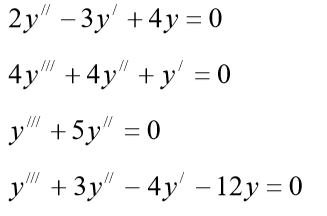 2y'' − 3y' + 4y = 0
4y''' + 4y'' + y' = 0
y''' + 5y'' = 0
y''' + 3y'' − 4y' − 12y = 0